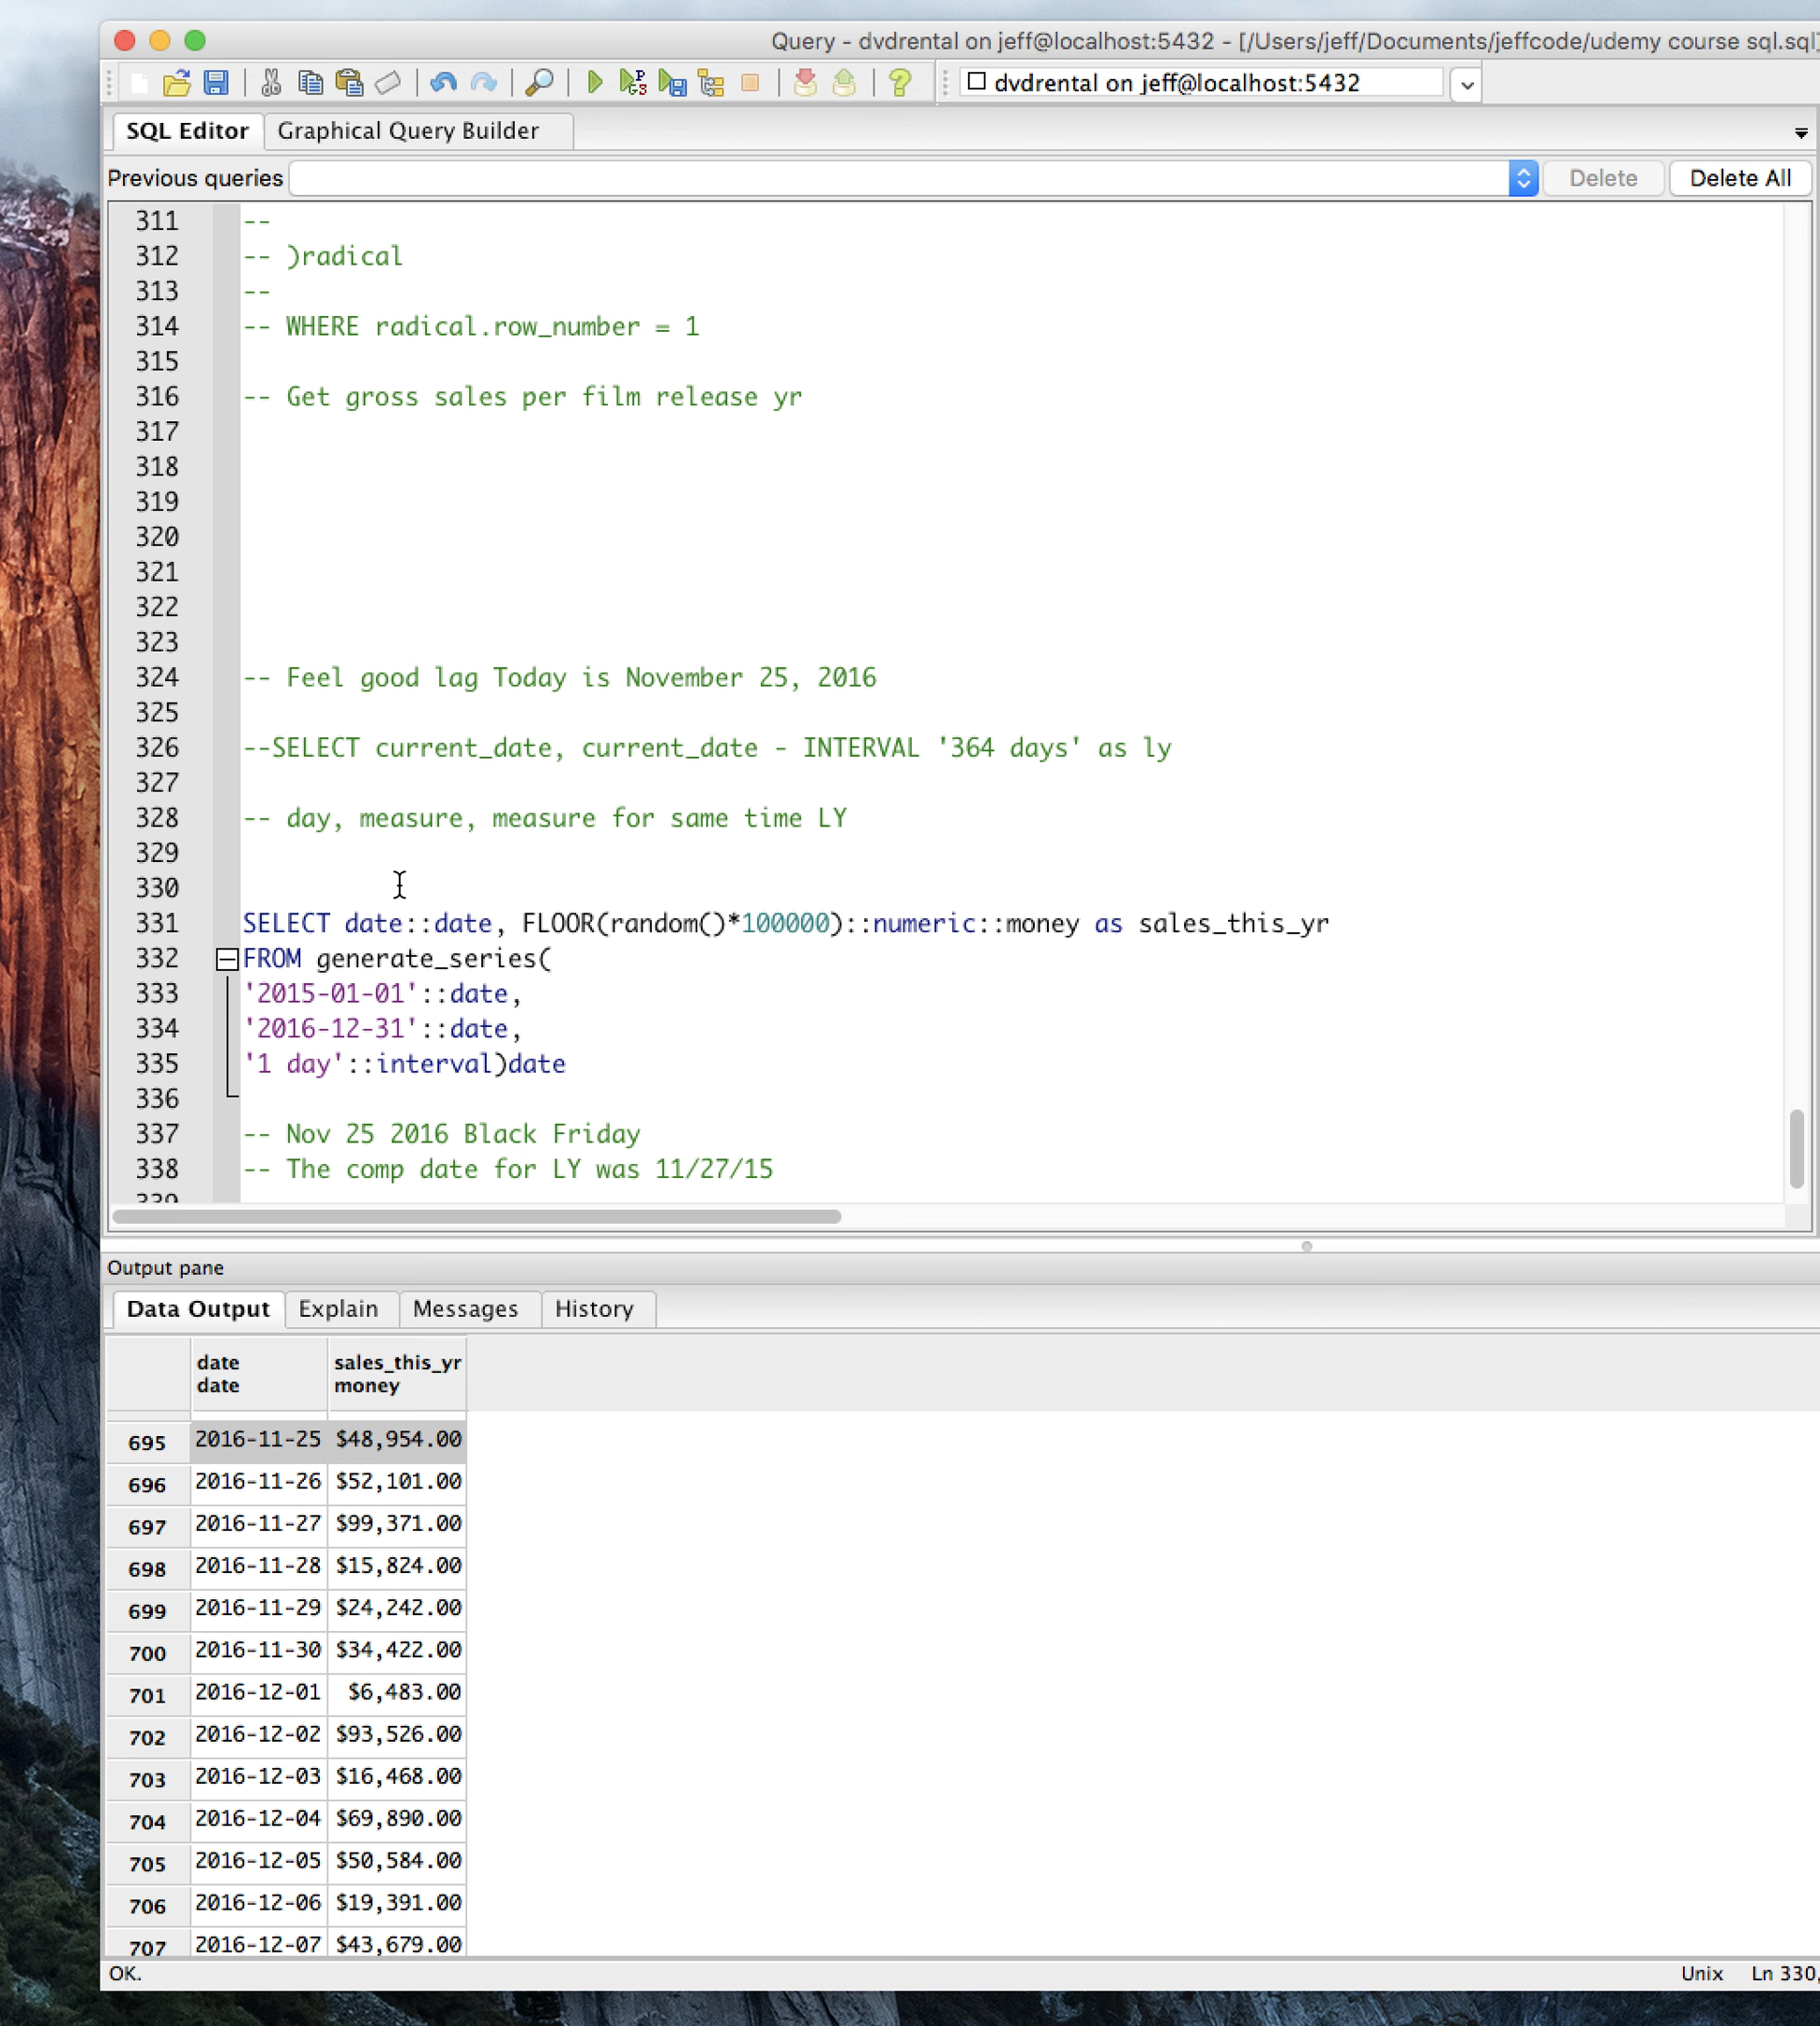 Query - dvdrental on jeff@localhost:5432 - [/Users/jeff/Documents/jeffcode/udemy course sql.sql]
dvdrental on jeff@localhost:5432
SQL Editor Graphical Query Builder
Previous queries Delete Delete All
311 --
312 -- )radical
313 --
314 -- WHERE radical.row_number = 1
315
316 -- Get gross sales per film release yr
317
318
319
320
321
322
323
324 -- Feel good lag Today is November 25, 2016
325
326 --SELECT current_date, current_date - INTERVAL '364 days' as ly
327
328 -- day, measure, measure for same time LY
329
330
331 SELECT date::date, FLOOR(random()*100000)::numeric::money as sales_this_yr
332 FROM generate_series(
333 '2015-01-01'::date,
334 '2016-12-31'::date,
335 '1 day'::interval)date
336
337 -- Nov 25 2016 Black Friday
338 -- The comp date for LY was 11/27/15
339
Output pane
Data Output Explain Messages History
date sales_this_yr
date money
695 2016-11-25 $48,954.00
696 2016-11-26 $52,101.00
697 2016-11-27 $99,371.00
698 2016-11-28 $15,824.00
699 2016-11-29 $24,242.00
700 2016-11-30 $34,422.00
701 2016-12-01 $6,483.00
702 2016-12-02 $93,526.00
703 2016-12-03 $16,468.00
704 2016-12-04 $69,890.00
705 2016-12-05 $50,584.00
706 2016-12-06 $19,391.00
707 2016-12-07 $43,679.00
OK. Unix Ln 330,